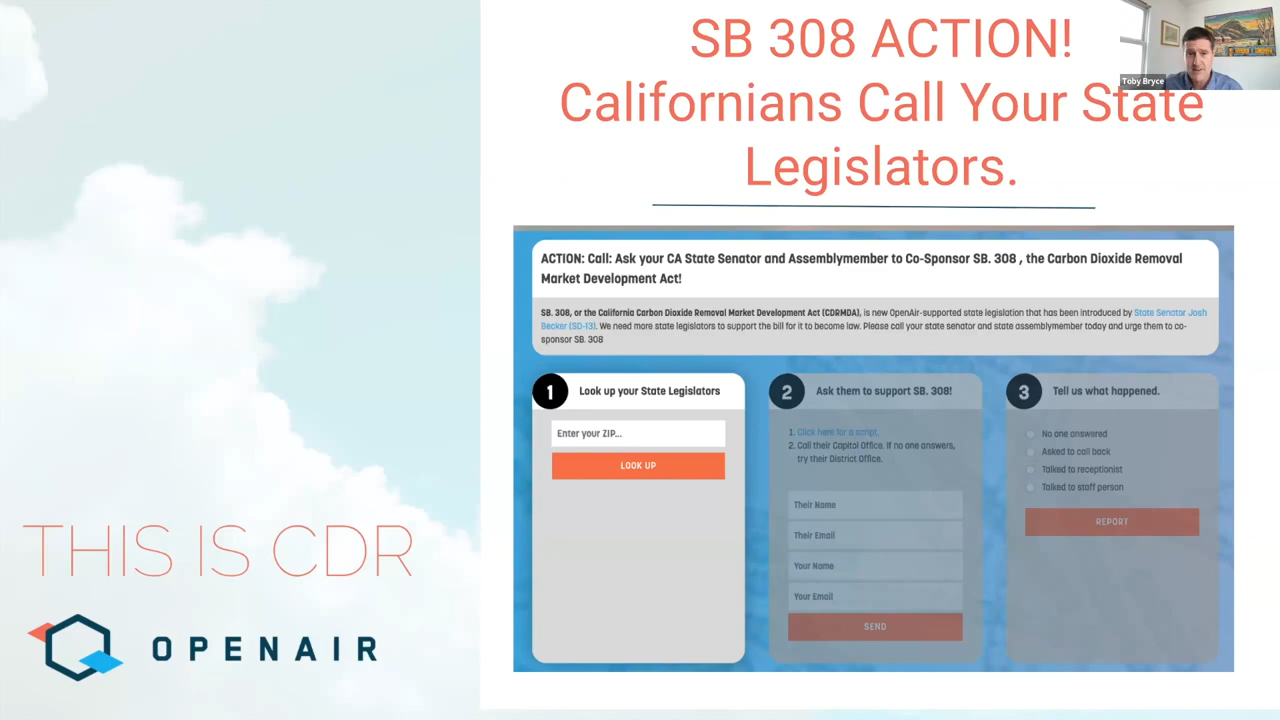 SB 308 ACTION!
Californians Call Your State
Legislators.
Toby Bryce
ACTION: Call: Ask your CA State Senator and Assemblymember to Co-Sponsor SB. 308 , the Carbon Dioxide Removal
Market Development Act!
SB. 308, or the California Carbon Dioxide Removal Market Development Act (CDRMDA), is new OpenAir-supported state legislation that has been introduced by State Senator Josh
Becker (SD-13). We need more state legislators to support the bill for it to become law. Please call your state senator and state assemblymember today and urge them to co-
sponsor SB. 308
1 Look up your State Legislators
Enter your ZIP...
LOOK UP
2 Ask them to support SB. 308!
1. Click here for a script.
2. Call their Capitol Office. If no one answers,
try their District Office.
Their Name
Their Email
Your Name
Your Email
SEND
3 Tell us what happened.
No one answered
Asked to call back
Talked to receptionist
Talked to staff person
REPORT
THIS IS CDR
OPENAIR